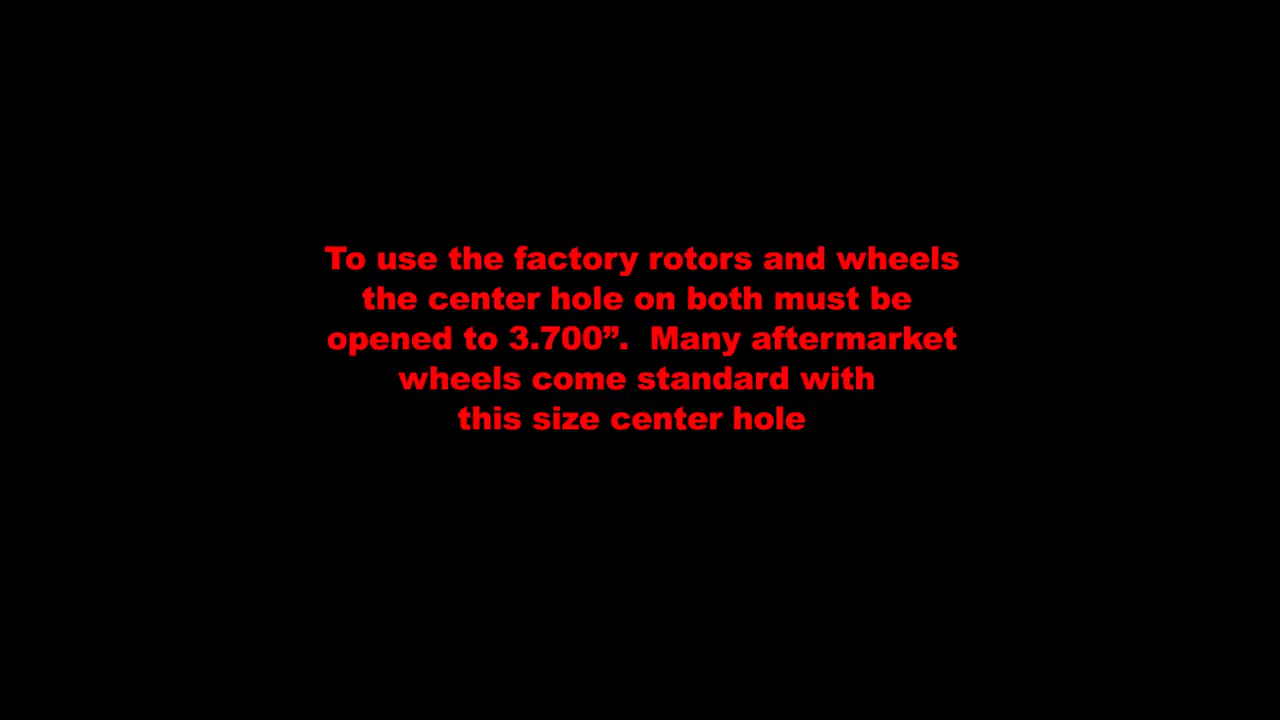 To use the factory rotors and wheels
the center hole on both must be
opened to 3.700”.  Many aftermarket
wheels come standard with
this size center hole